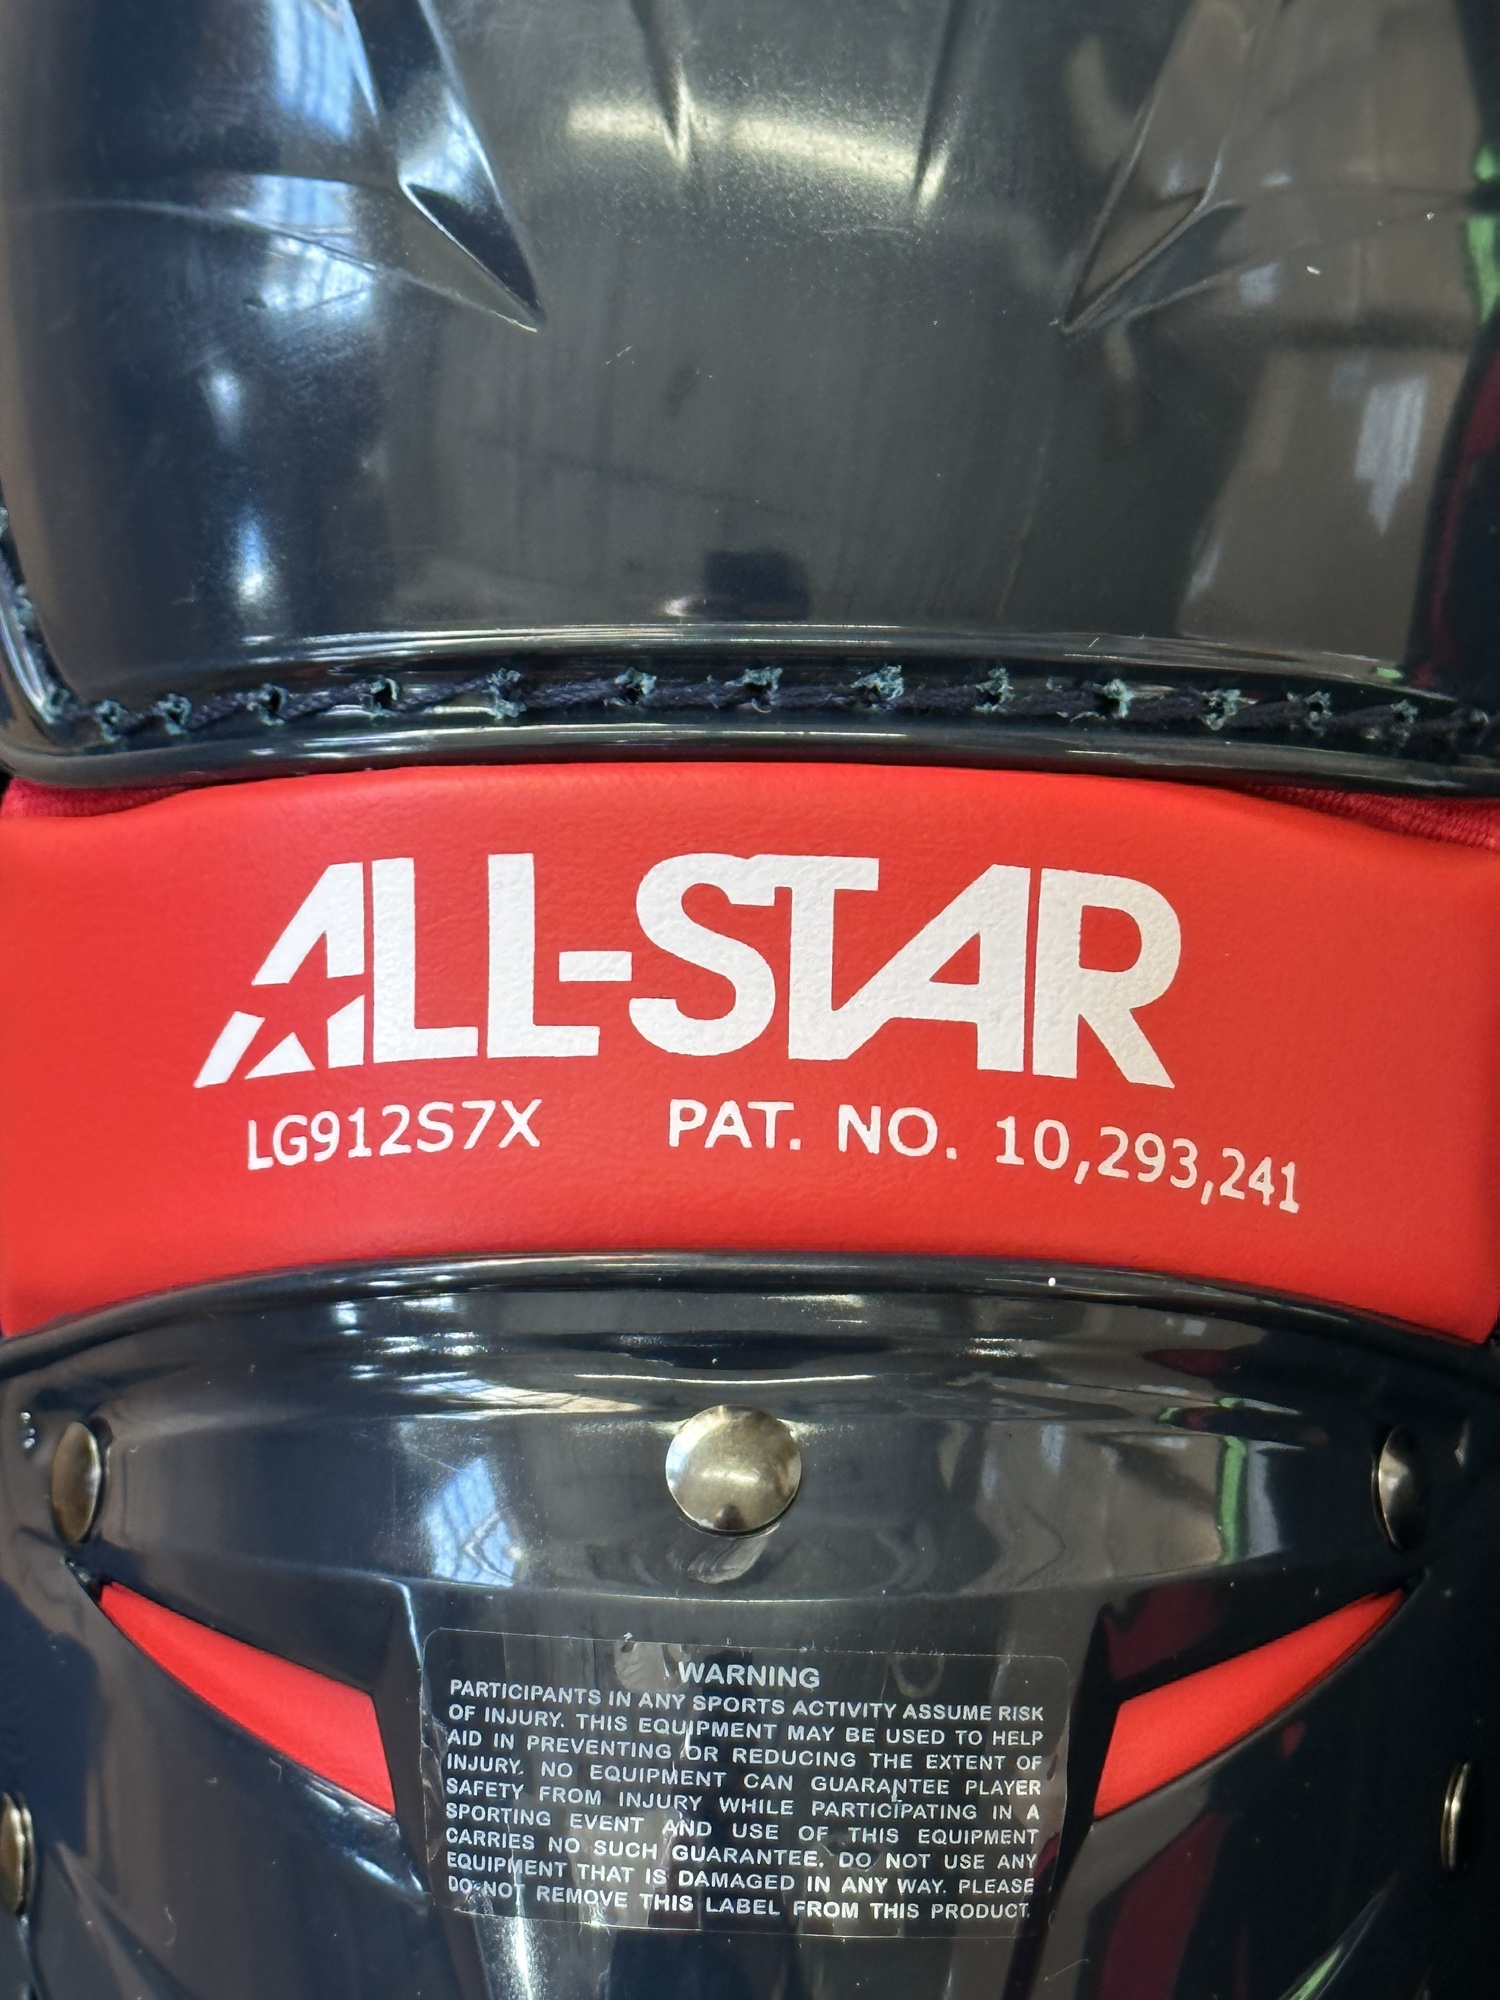 ALL-STAR
LG912S7X PAT. NO. 10,293,241
WARNING
PARTICIPANTS IN ANY SPORTS ACTIVITY ASSUME RISK
OF INJURY. THIS EQUIPMENT MAY BE USED TO HELP
AID IN PREVENTING OR REDUCING THE EXTENT OF
INJURY. NO EQUIPMENT CAN GUARANTEE PLAYER
SAFETY FROM INJURY WHILE PARTICIPATING IN A
SPORTING EVENT AND USE OF THIS EQUIPMENT
CARRIES NO SUCH GUARANTEE. DO NOT USE ANY
EQUIPMENT THAT IS DAMAGED IN ANY WAY. PLEASE
DO NOT REMOVE THIS LABEL FROM THIS PRODUCT.